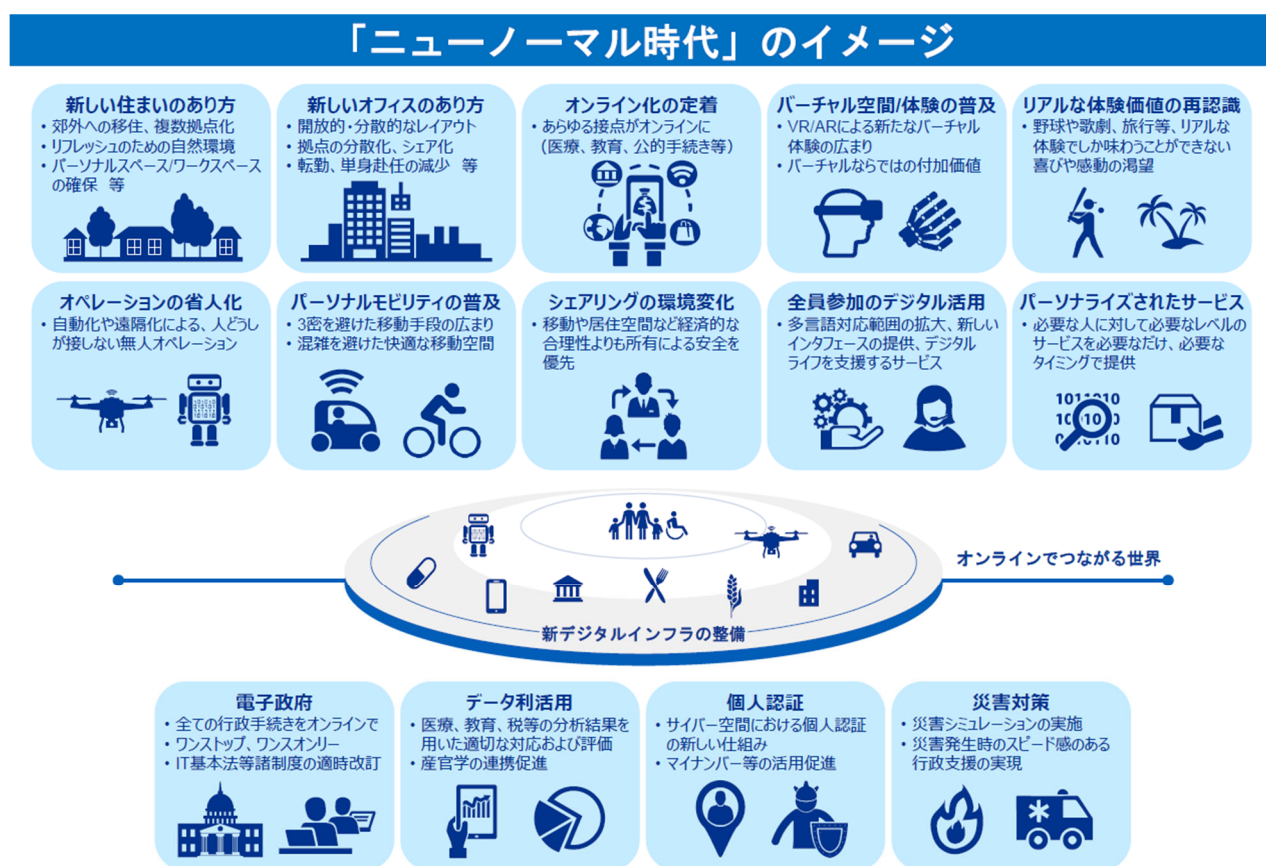 「ニューノーマル時代」のイメージ
新しい住まいのあり方
・郊外への移住、複数拠点化
・リフレッシュのための自然環境
・パーソナルスペース/ワークスペース
の確保 等
新しいオフィスのあり方
・開放的・分散的なレイアウト
・拠点の分散化、シェア化
・転勤、単身赴任の減少 等
オンライン化の定着
・あらゆる接点がオンラインに
(医療、教育、公的手続き等)
バーチャル空間/体験の普及
・VR/ARによる新たなバーチャル
体験の広まり
・バーチャルならではの付加価値
リアルな体験価値の再認識
・野球や歌劇、旅行等、リアルな
体験でしか味わうことができない
喜びや感動の渇望
オペレーションの省人化
・自動化や遠隔化による、人どうし
が接しない無人オペレーション
パーソナルモビリティの普及
・3密を避けた移動手段の広まり
・混雑を避けた快適な移動空間
シェアリングの環境変化
・移動や居住空間など経済的な
合理性よりも所有による安全を
優先
全員参加のデジタル活用
・多言語対応範囲の拡大、新しい
インタフェースの提供、デジタル
ライフを支援するサービス
パーソナライズされたサービス
・必要な人に対して必要なレベルの
サービスを必要なだけ、必要な
タイミングで提供
オンラインでつながる世界
新デジタルインフラの整備
電子政府
・全ての行政手続きをオンラインで
・ワンストップ、ワンスオンリー
・IT基本法等諸制度の適時改訂
データ利活用
・医療、教育、税等の分析結果を
用いた適切な対応および評価
・産官学の連携促進
個人認証
・サイバー空間における個人認証
の新しい仕組み
・マイナンバー等の活用促進
災害対策
・災害シミュレーションの実施
・災害発生時のスピード感のある
行政支援の実現